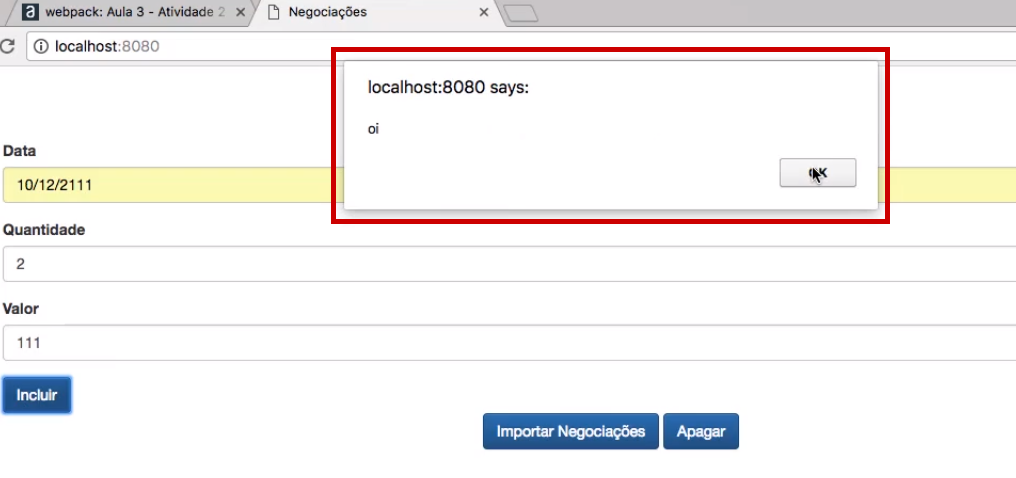 webpack: Aula 3 - Atividade 2
Negociações
localhost:8080
localhost:8080 says:
oi
OK
Data
10/12/2111
Quantidade
2
Valor
111
Incluir
Importar Negociações
Apagar